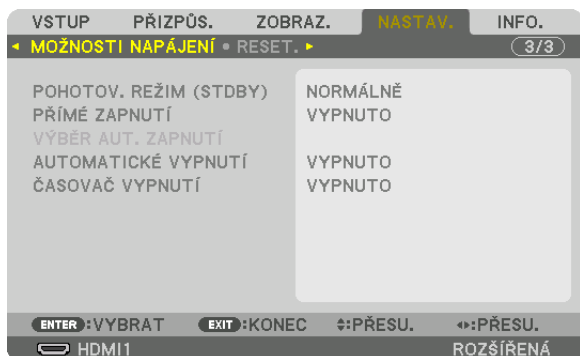 VSTUP PŘIZPŮS. ZOBRAZ. NASTAV. INFO.
◂ MOŽNOSTI NAPÁJENÍ • RESET. ▸ 3/3
POHOTOV. REŽIM (STDBY) NORMÁLNĚ
PŘÍMÉ ZAPNUTÍ VYPNUTO
VÝBĚR AUT. ZAPNUTÍ
AUTOMATICKÉ VYPNUTÍ VYPNUTO
ČASOVAČ VYPNUTÍ VYPNUTO
ENTER :VYBRAT EXIT :KONEC :PŘESU. :PŘESU.
HDMI1 ROZŠÍŘENÁ